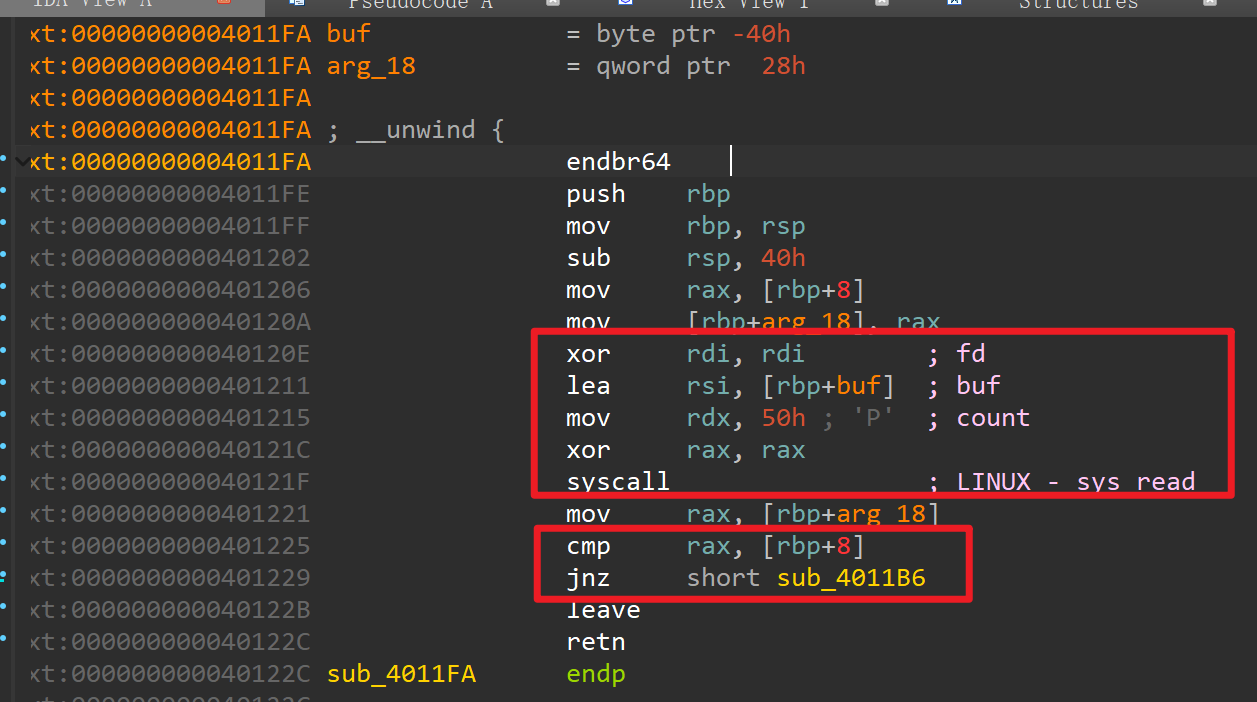 IDA View A Pseudocode A Hex View 1 Structures
xt:00000000004011FA buf = byte ptr -40h
xt:00000000004011FA arg_18 = qword ptr 28h
xt:00000000004011FA
xt:00000000004011FA ; __unwind {
xt:00000000004011FA endbr64
xt:00000000004011FE push rbp
xt:00000000004011FF mov rbp, rsp
xt:0000000000401202 sub rsp, 40h
xt:0000000000401206 mov rax, [rbp+8]
xt:000000000040120A mov [rbp+arg_18], rax
xt:000000000040120E xor rdi, rdi ; fd
xt:0000000000401211 lea rsi, [rbp+buf] ; buf
xt:0000000000401215 mov rdx, 50h ; 'P' ; count
xt:000000000040121C xor rax, rax
xt:000000000040121F syscall ; LINUX - sys_read
xt:0000000000401221 mov rax, [rbp+arg_18]
xt:0000000000401225 cmp rax, [rbp+8]
xt:0000000000401229 jnz short sub_4011B6
xt:000000000040122B leave
xt:000000000040122C retn
xt:000000000040122C sub_4011FA endp